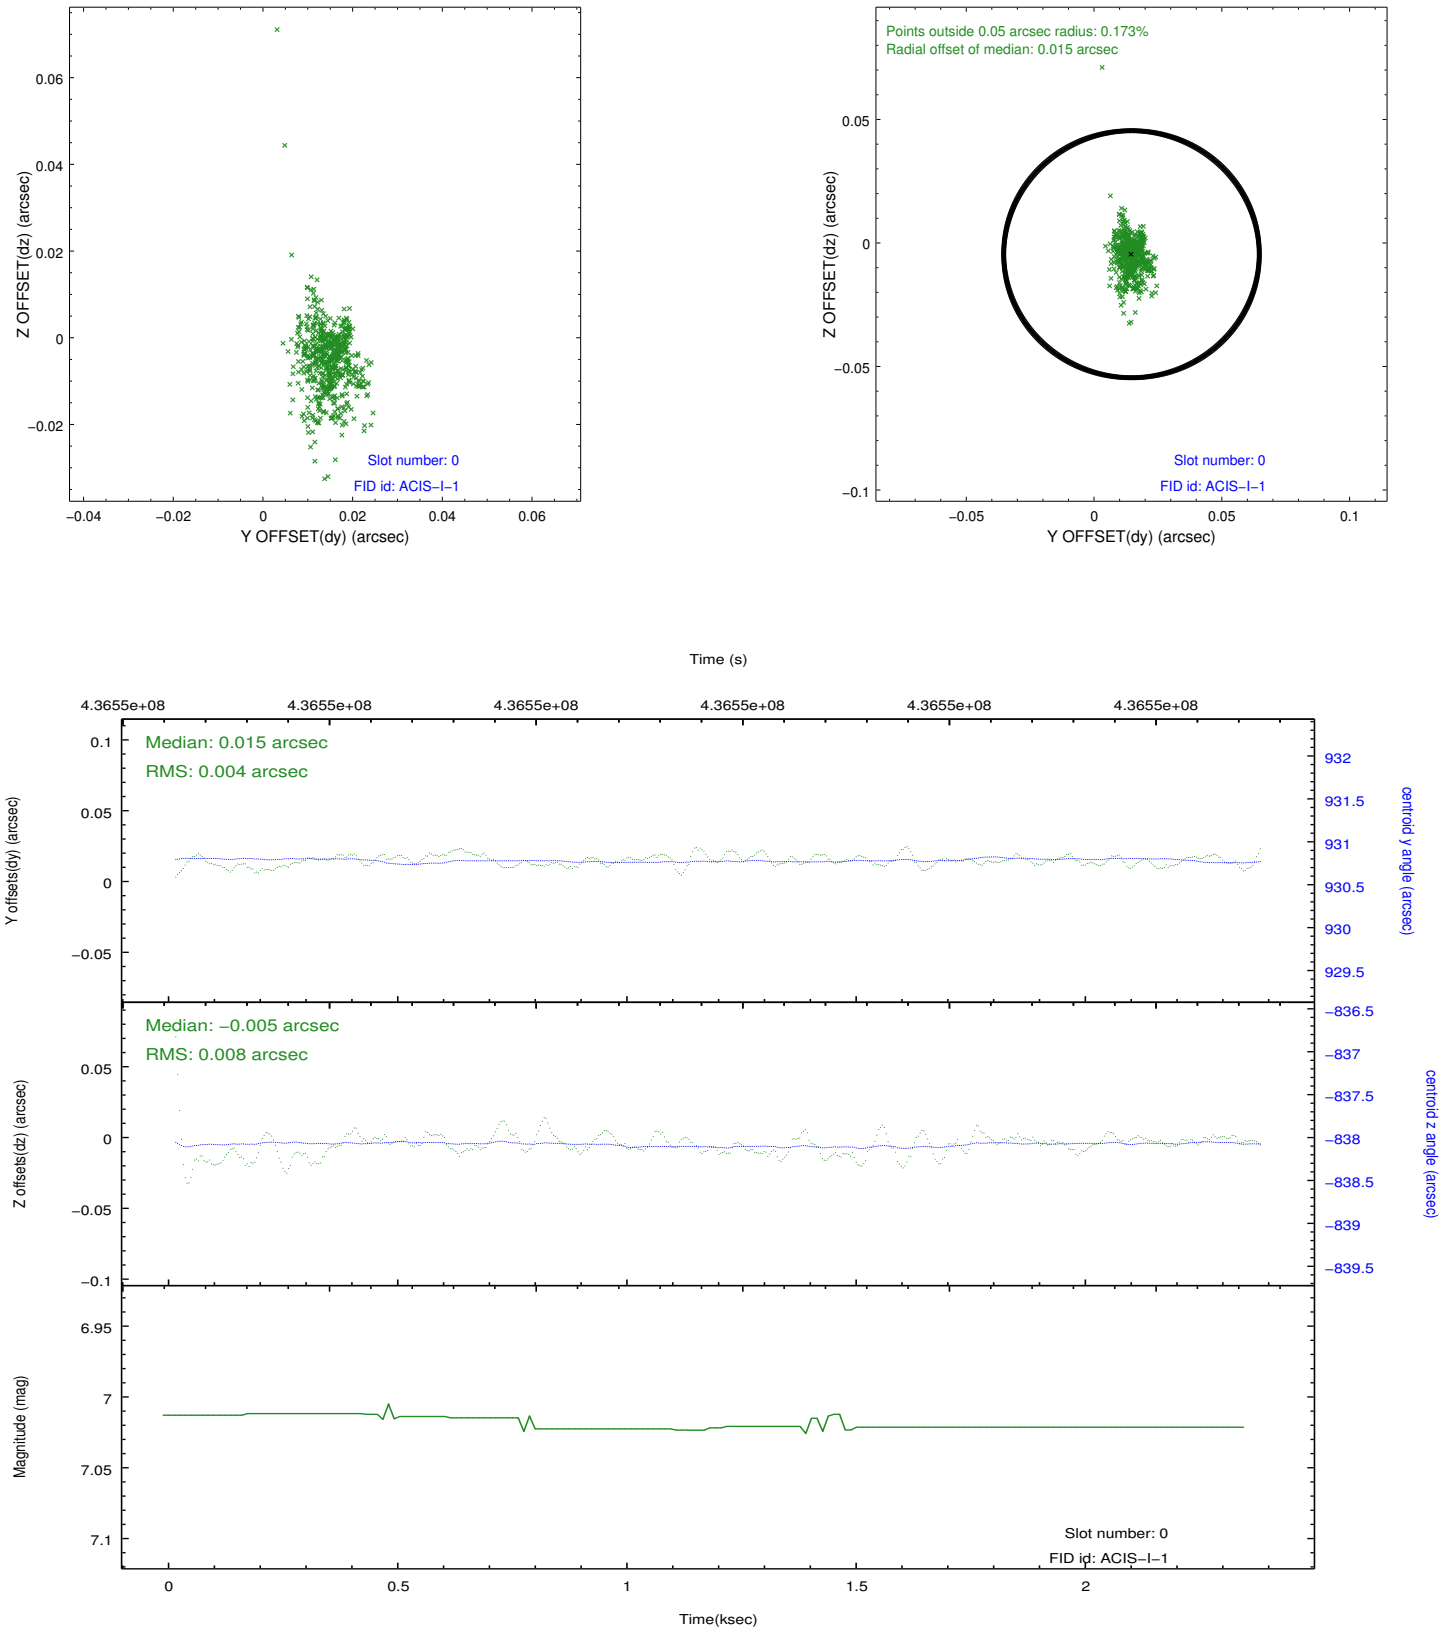 0.06
0.04
0.02
0
−0.02
Z OFFSET(dz) (arcsec)
Slot number: 0
FID id: ACIS−I−1
−0.04 −0.02 0 0.02 0.04 0.06
Y OFFSET(dy) (arcsec)
Points outside 0.05 arcsec radius: 0.173%
Radial offset of median: 0.015 arcsec
0.05
0
−0.05
−0.1
Z OFFSET(dz) (arcsec)
Slot number: 0
FID id: ACIS−I−1
−0.05 0 0.05 0.1
Y OFFSET(dy) (arcsec)
Time (s)
4.3655e+08 4.3655e+08 4.3655e+08 4.3655e+08 4.3655e+08 4.3655e+08
Median: 0.015 arcsec
RMS: 0.004 arcsec
0.1
0.05
0
−0.05
Y offsets(dy) (arcsec)
932
931.5
931
930.5
930
929.5
centroid y angle (arcsec)
Median: −0.005 arcsec
RMS: 0.008 arcsec
0.05
0
−0.05
−0.1
Z offsets(dz) (arcsec)
−836.5
−837
−837.5
−838
−838.5
−839
−839.5
centroid z angle (arcsec)
6.95
7
7.05
7.1
Magnitude (mag)
Slot number: 0
FID id: ACIS−I−1
0 0.5 1 1.5 2
Time(ksec)